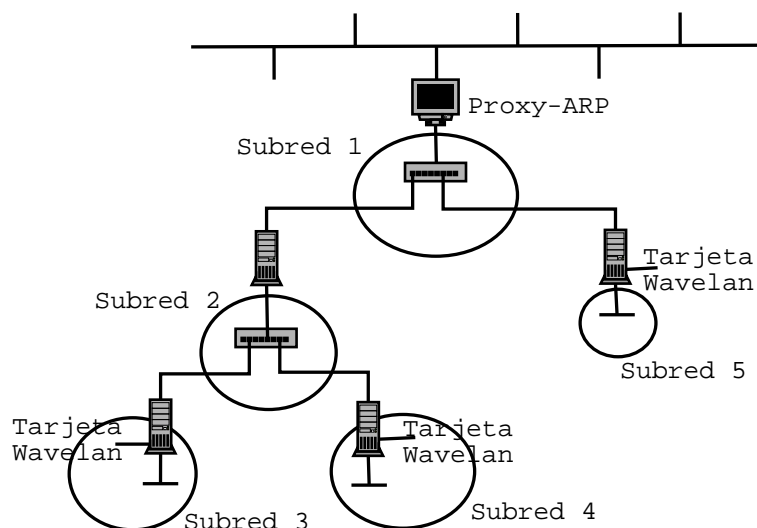 Proxy-ARP
Subred 1
Tarjeta
Wavelan
Subred 2
Subred 5
Tarjeta
Wavelan
Tarjeta
Wavelan
Subred 4
Subred 3